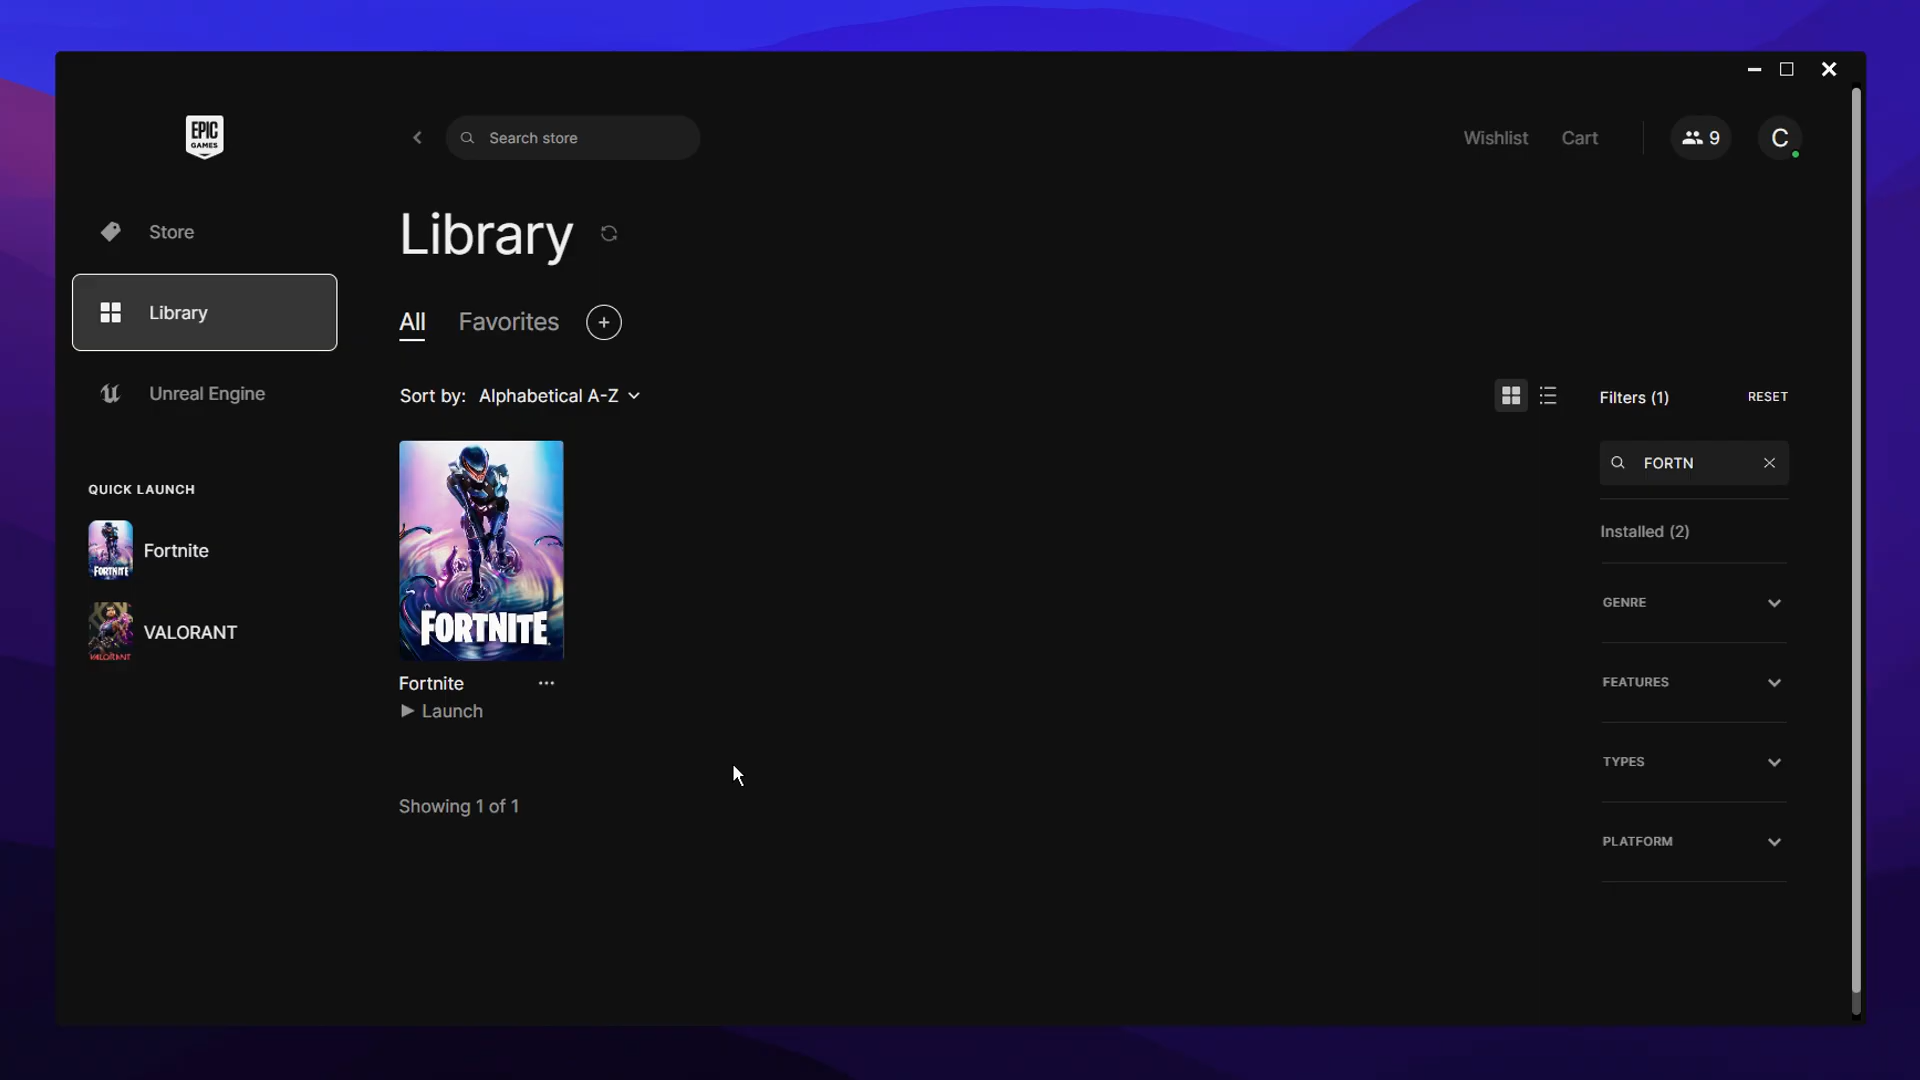 EPIC
GAMES
Search store
Wishlist
Cart
9
C
Store
Library
Unreal Engine
QUICK LAUNCH
FORTNITE
Fortnite
VALORANT
VALORANT
Library
All
Favorites
+
Sort by: Alphabetical A-Z
FORTNITE
Fortnite
...
Launch
Showing 1 of 1
Filters (1)
RESET
FORTN
Installed (2)
GENRE
FEATURES
TYPES
PLATFORM